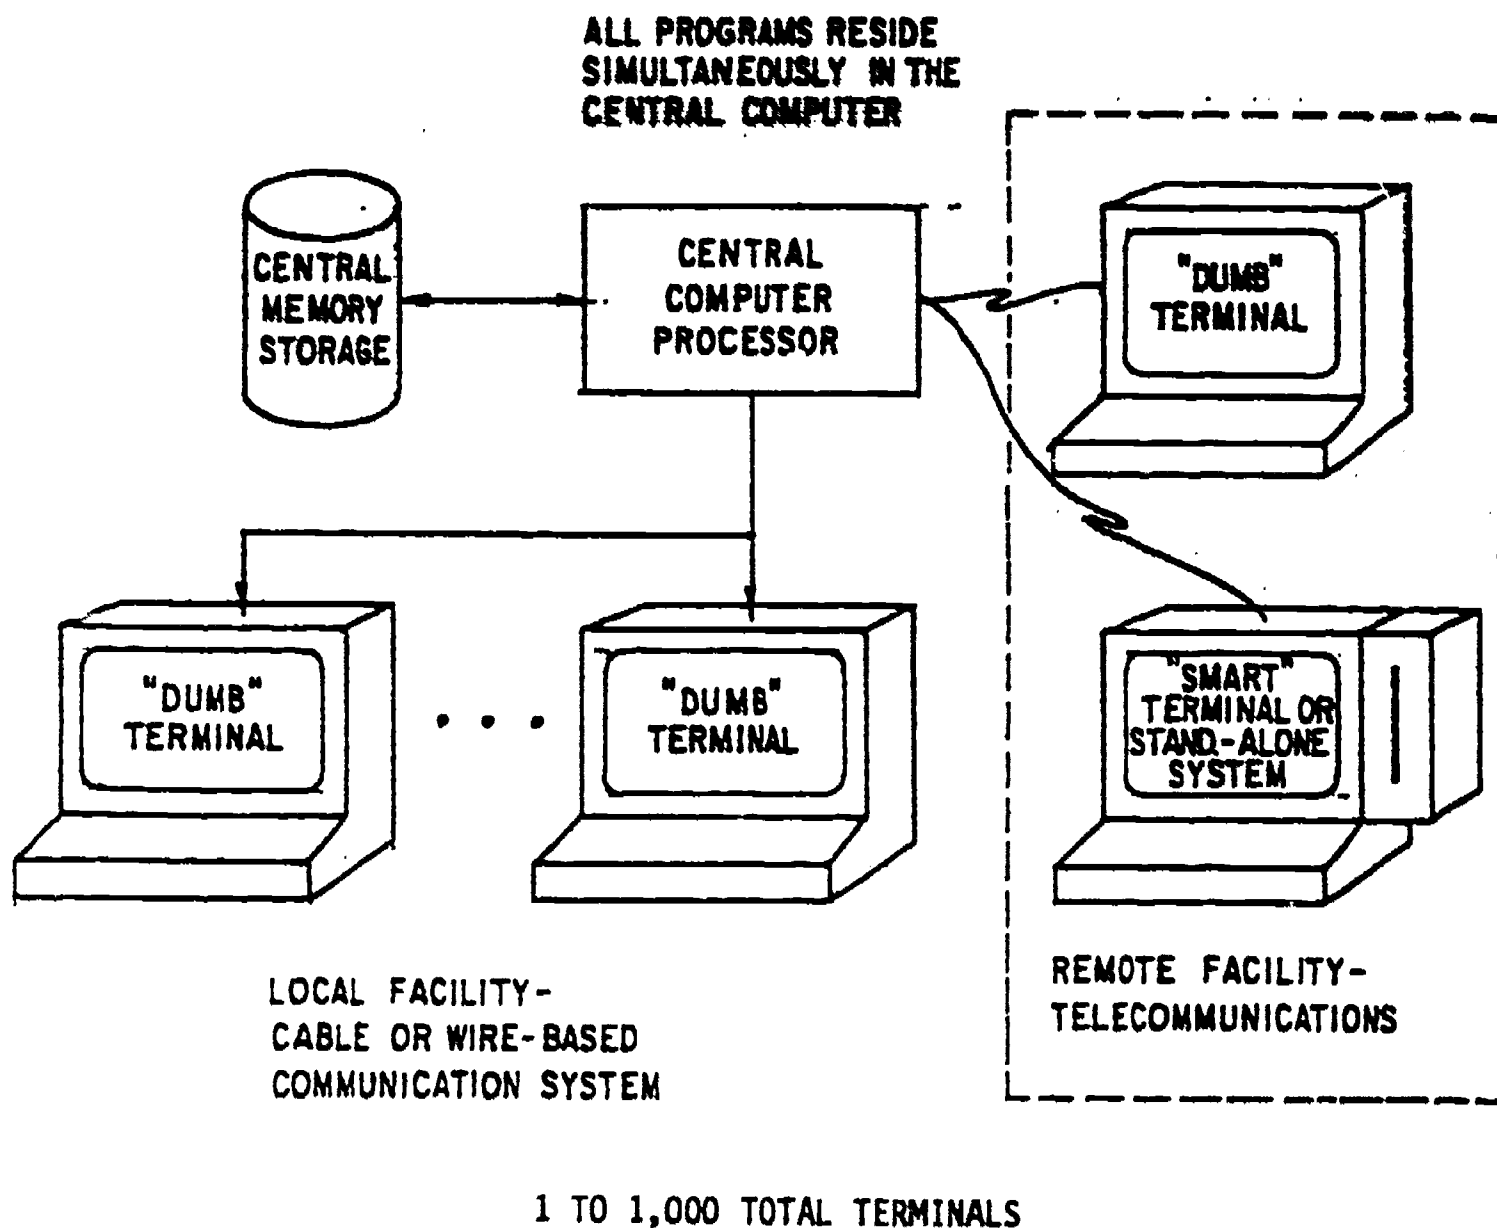 ALL PROGRAMS RESIDE
SIMULTANEOUSLY IN THE
CENTRAL COMPUTER
CENTRAL
MEMORY
STORAGE
CENTRAL
COMPUTER
PROCESSOR
"DUMB"
TERMINAL
"DUMB"
TERMINAL
"DUMB"
TERMINAL
"SMART"
TERMINAL OR
STAND.-ALONE
SYSTEM
LOCAL FACILITY-
CABLE OR WIRE-BASED
COMMUNICATION SYSTEM
REMOTE FACILITY-
TELECOMMUNICATIONS
1 TO 1,000 TOTAL TERMINALS